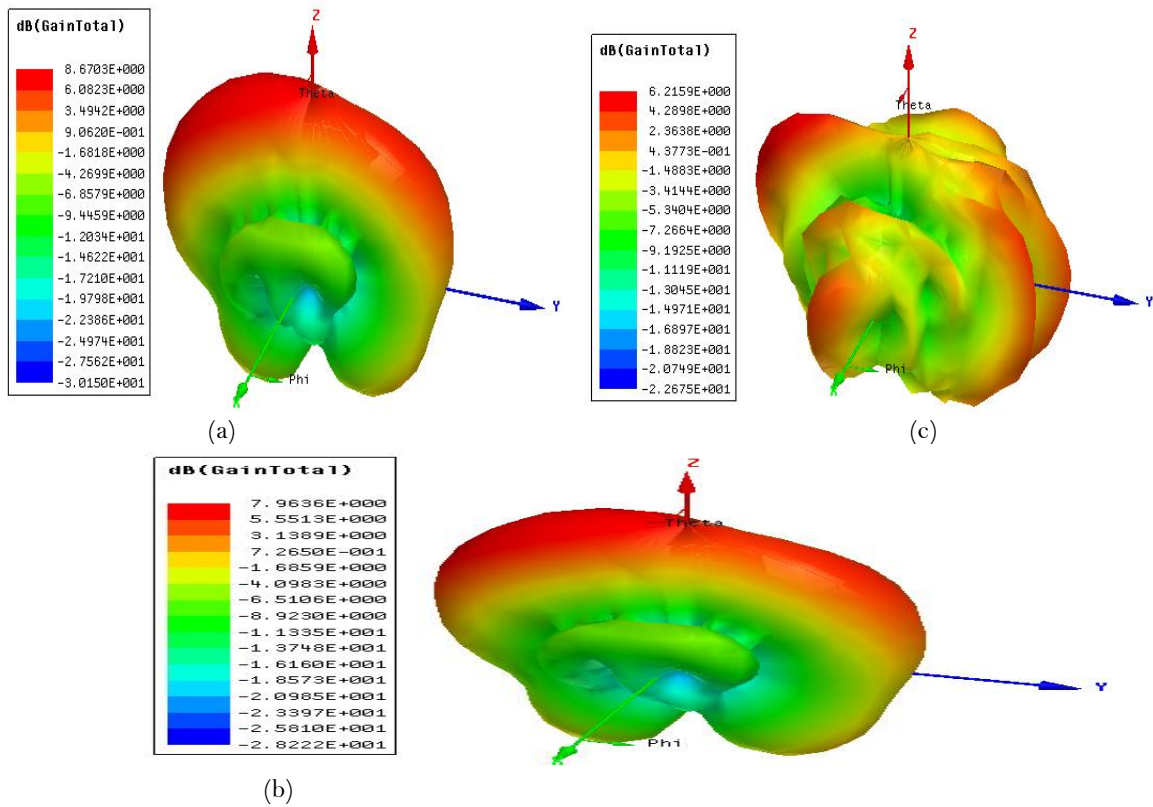 dB(GainTotal)
8.6703E+000
6.0823E+000
3.4942E+000
9.0620E-001
-1.6818E+000
-4.2699E+000
-6.8579E+000
-9.4459E+000
-1.2034E+001
-1.4622E+001
-1.7210E+001
-1.9798E+001
-2.2386E+001
-2.4974E+001
-2.7562E+001
-3.0150E+001
Z
Theta
Y
Phi
X
(a)
dB(GainTotal)
6.2159E+000
4.2898E+000
2.3638E+000
4.3773E-001
-1.4883E+000
-3.4144E+000
-5.3404E+000
-7.2664E+000
-9.1925E+000
-1.1119E+001
-1.3045E+001
-1.4971E+001
-1.6897E+001
-1.8823E+001
-2.0749E+001
-2.2675E+001
Z
Theta
Y
Phi
X
(c)
dB(GainTotal)
7.9636E+000
5.5513E+000
3.1389E+000
7.2650E-001
-1.6859E+000
-4.0983E+000
-6.5106E+000
-8.9230E+000
-1.1335E+001
-1.3748E+001
-1.6160E+001
-1.8573E+001
-2.0985E+001
-2.3397E+001
-2.5810E+001
-2.8222E+001
Z
Theta
Y
Phi
X
(b)